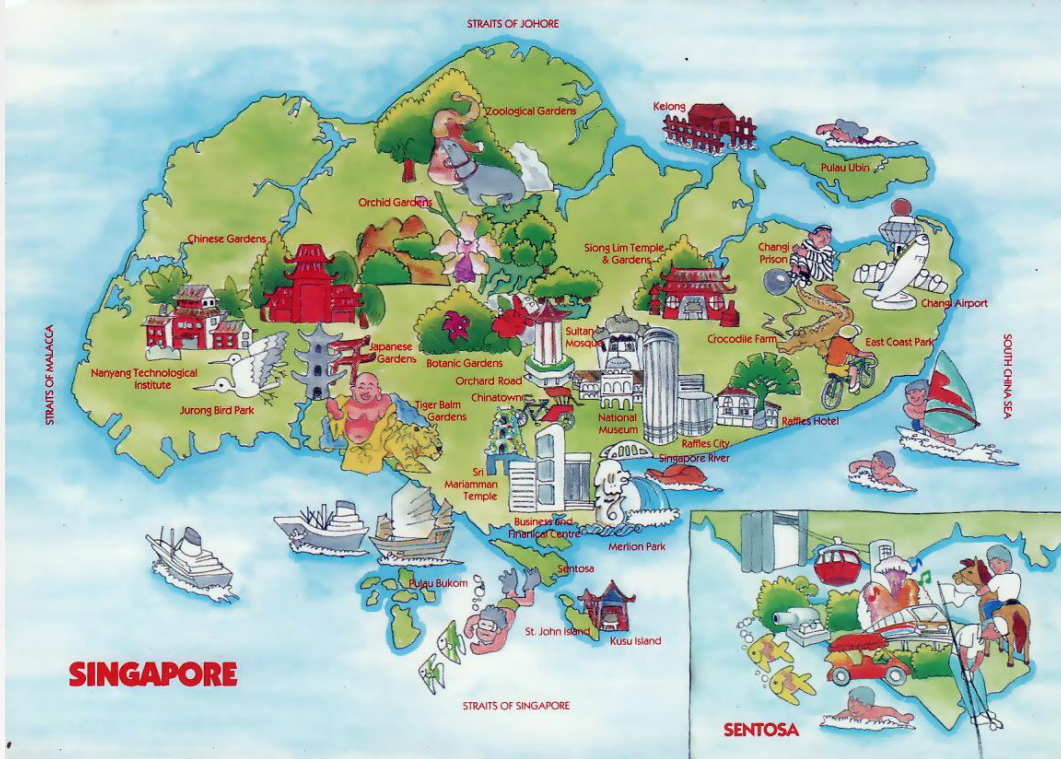 STRAITS OF JOHORE
Zoological Gardens
Kelong
Pulau Ubin
Orchid Gardens
Chinese Gardens
Siong Lim Temple
& Gardens
Changi
Prison
Changi Airport
STRAITS OF MALACCA
Nanyang Technological
Institute
Japanese
Gardens
Botanic Gardens
Sultan
Mosque
Crocodile Farm
East Coast Park
SOUTH CHINA SEA
Orchard Road
Chinatown
Jurong Bird Park
Tiger Balm
Gardens
National
Museum
Raffles Hotel
Raffles City
Singapore River
Sri
Mariamman
Temple
Business and
Finanical Centre
Merlion Park
Pulau Bukom
Sentosa
St. John Island
Kusu Island
SINGAPORE
STRAITS OF SINGAPORE
SENTOSA